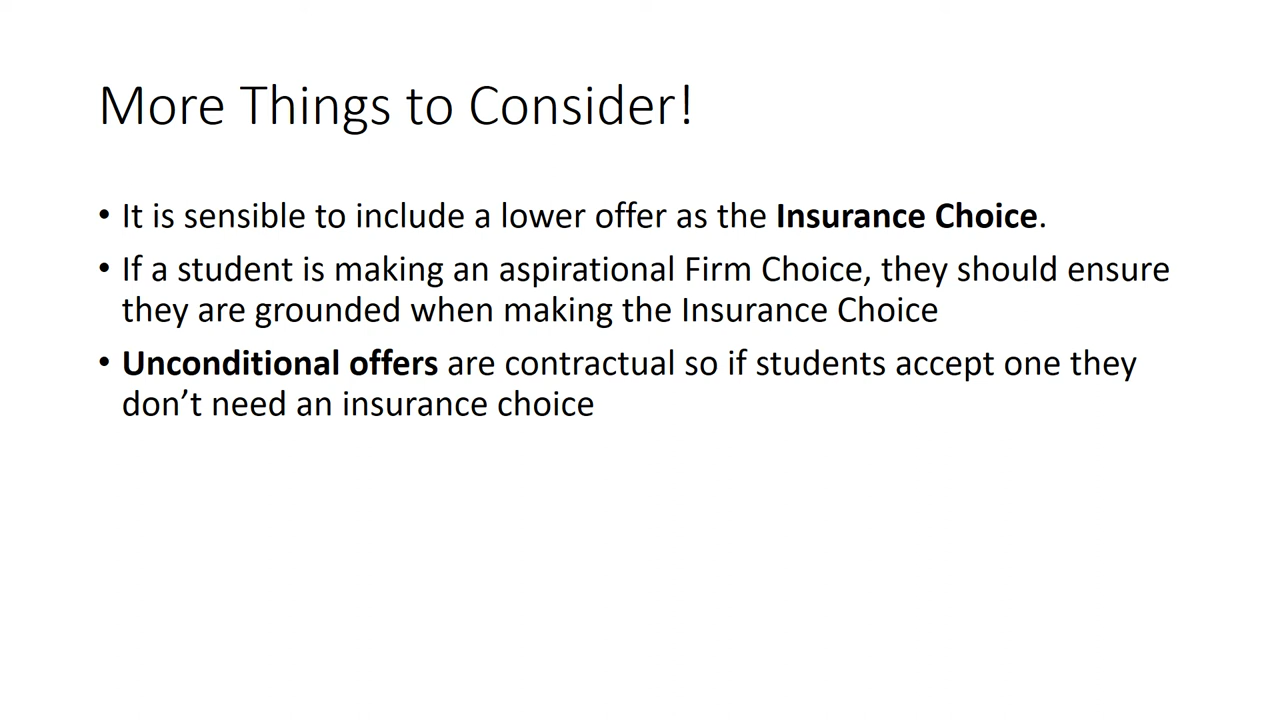 More Things to Consider!
• It is sensible to include a lower offer as the Insurance Choice.
• If a student is making an aspirational Firm Choice, they should ensure
they are grounded when making the Insurance Choice
• Unconditional offers are contractual so if students accept one they
don’t need an insurance choice